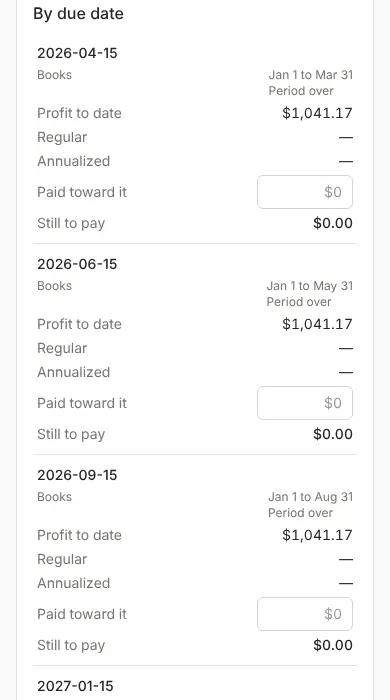 By due date
2026-04-15
Books
Jan 1 to Mar 31
Period over
Profit to date $1,041.17
Regular —
Annualized —
Paid toward it $0
Still to pay $0.00
2026-06-15
Books
Jan 1 to May 31
Period over
Profit to date $1,041.17
Regular —
Annualized —
Paid toward it $0
Still to pay $0.00
2026-09-15
Books
Jan 1 to Aug 31
Period over
Profit to date $1,041.17
Regular —
Annualized —
Paid toward it $0
Still to pay $0.00
2027-01-15